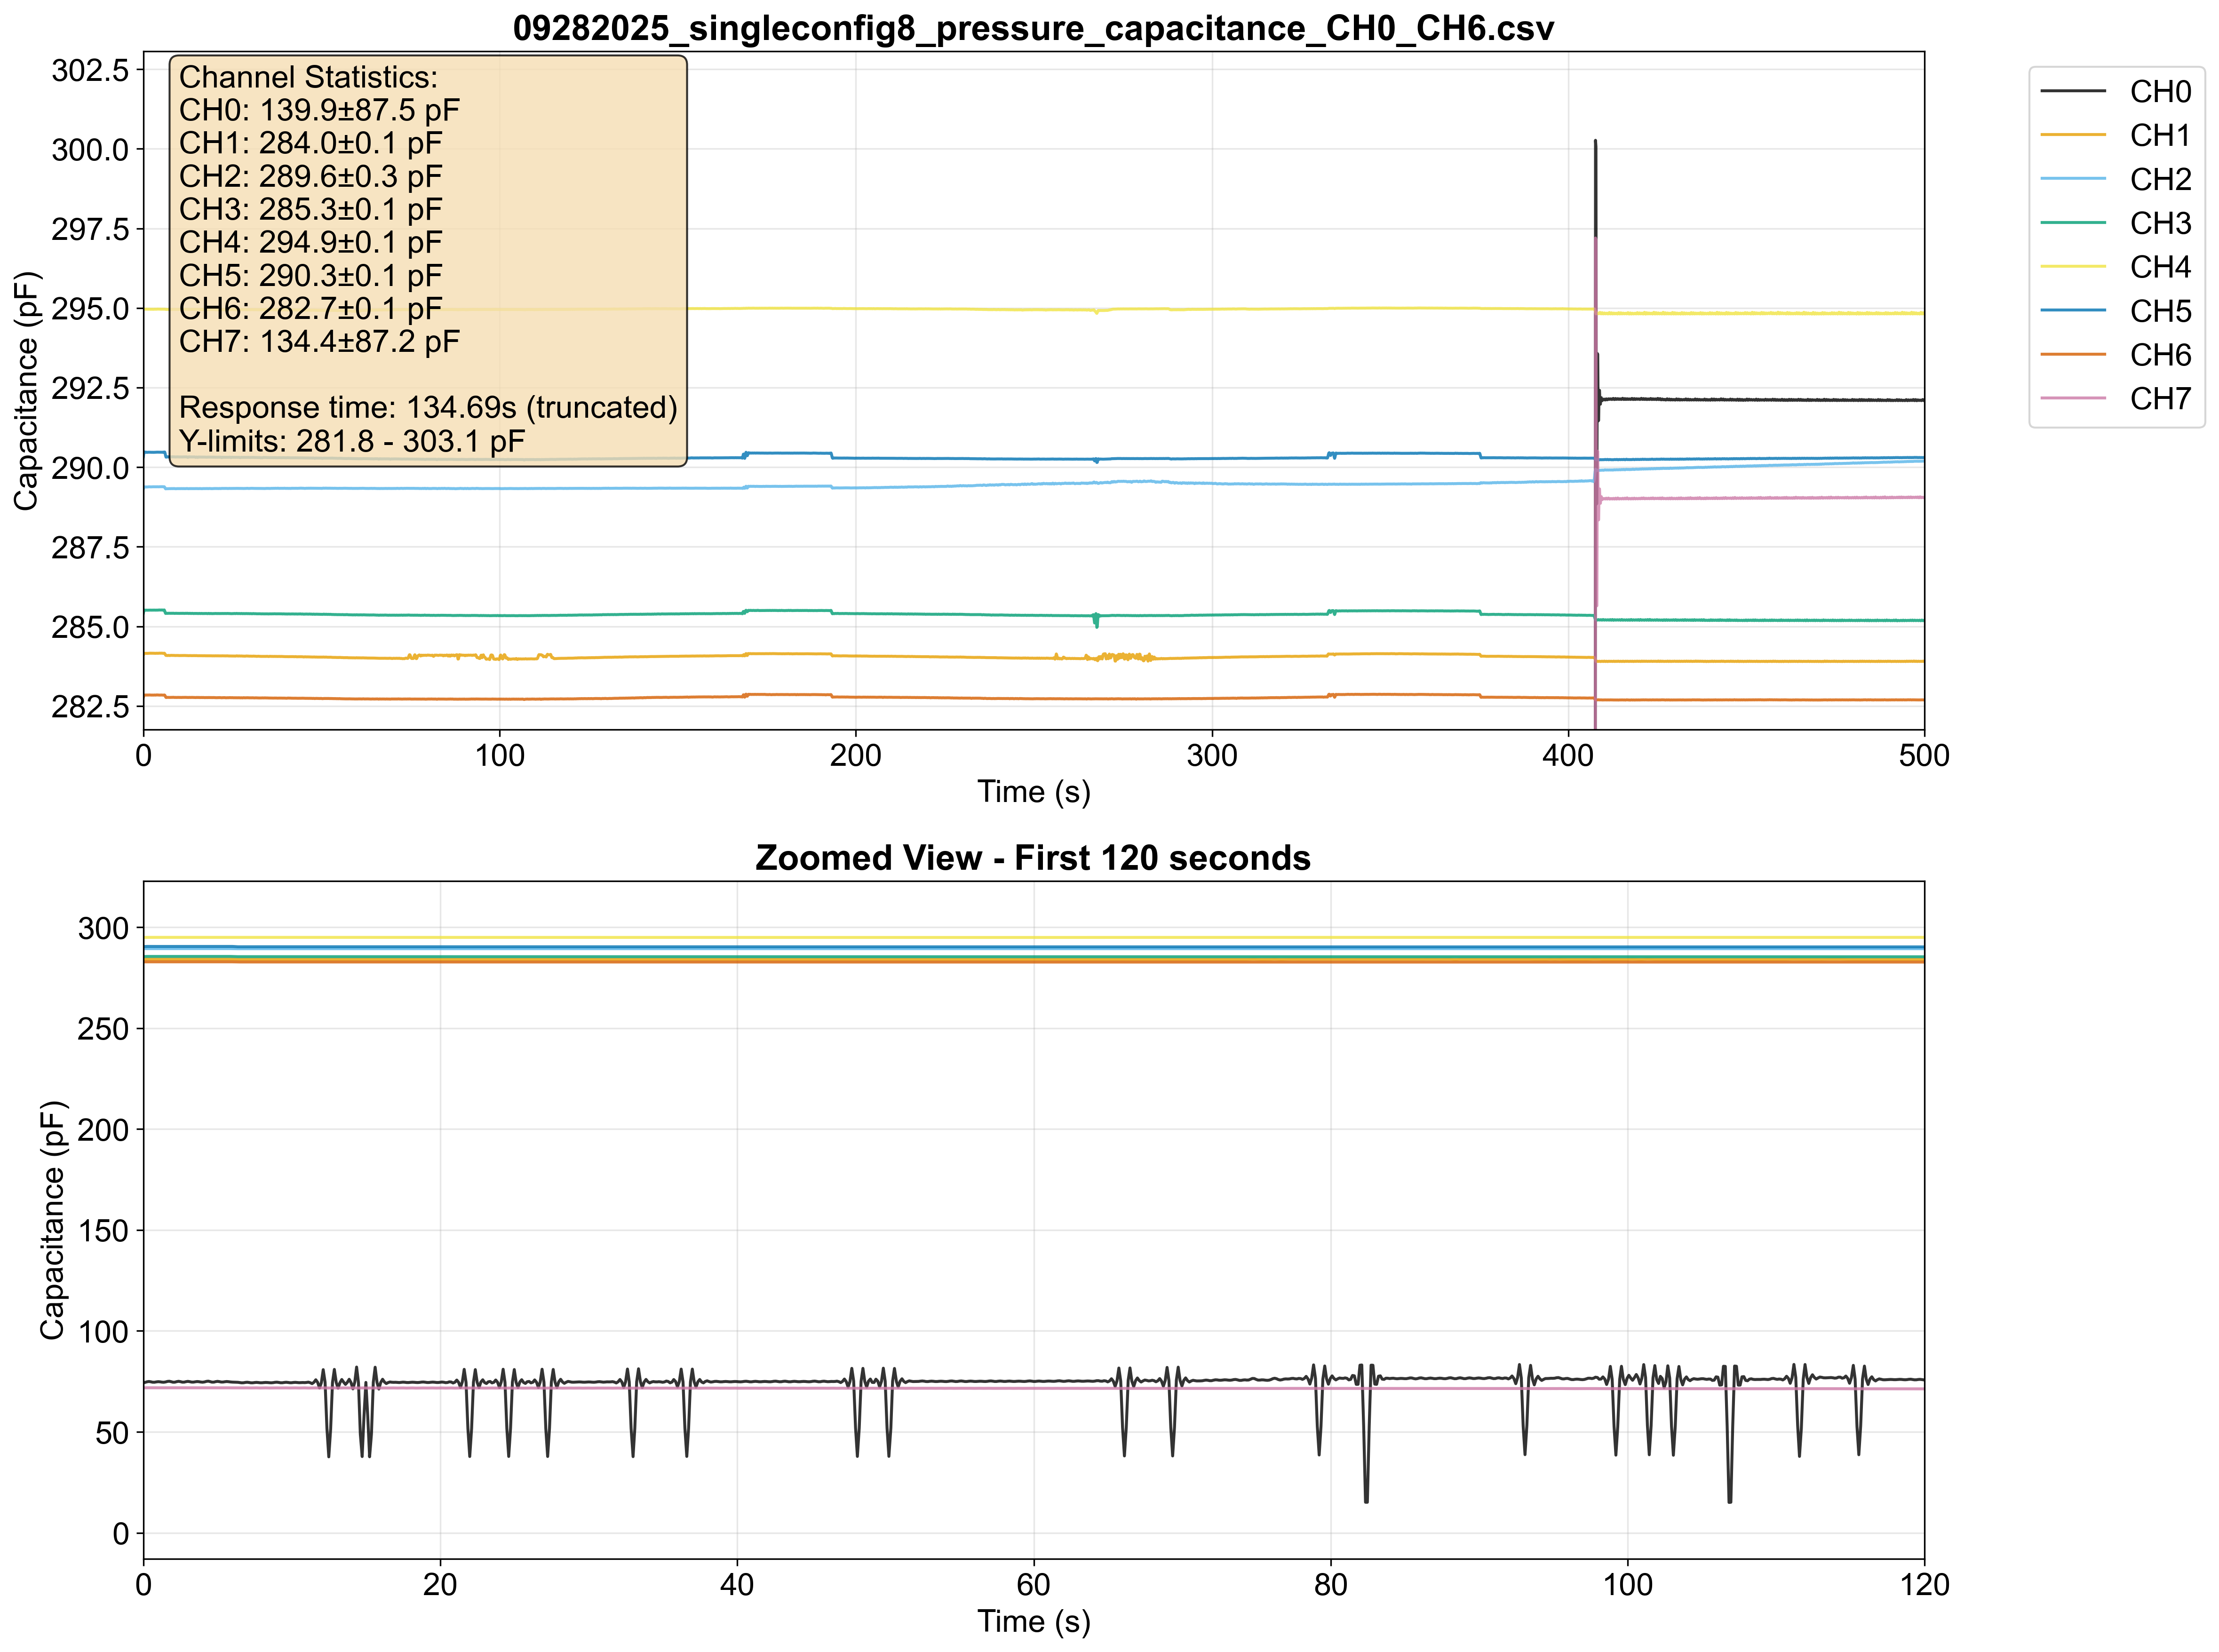 09282025_singleconfig8_pressure_capacitance_CH0_CH6.csv
302.5
300.0
297.5
295.0
292.5
290.0
287.5
285.0
282.5
Capacitance (pF)
Channel Statistics:
CH0: 139.9±87.5 pF
CH1: 284.0±0.1 pF
CH2: 289.6±0.3 pF
CH3: 285.3±0.1 pF
CH4: 294.9±0.1 pF
CH5: 290.3±0.1 pF
CH6: 282.7±0.1 pF
CH7: 134.4±87.2 pF
Response time: 134.69s (truncated)
Y-limits: 281.8 - 303.1 pF
CH0
CH1
CH2
CH3
CH4
CH5
CH6
CH7
0 100 200 300 400 500
Time (s)
Zoomed View - First 120 seconds
300
250
200
150
100
50
0
Capacitance (pF)
0 20 40 60 80 100 120
Time (s)